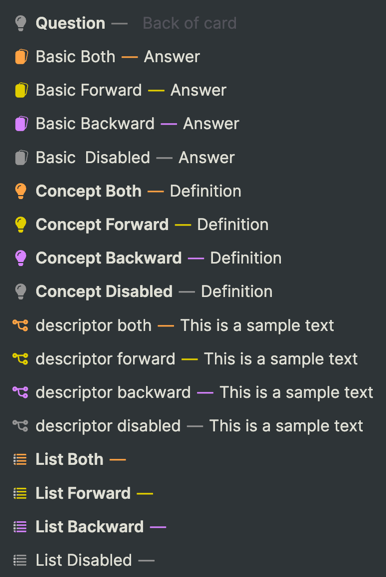 Question — Back of card
Basic Both — Answer
Basic Forward — Answer
Basic Backward — Answer
Basic  Disabled — Answer
Concept Both — Definition
Concept Forward — Definition
Concept Backward — Definition
Concept Disabled — Definition
descriptor both — This is a sample text
descriptor forward — This is a sample text
descriptor backward — This is a sample text
descriptor disabled — This is a sample text
List Both —
List Forward —
List Backward —
List Disabled —